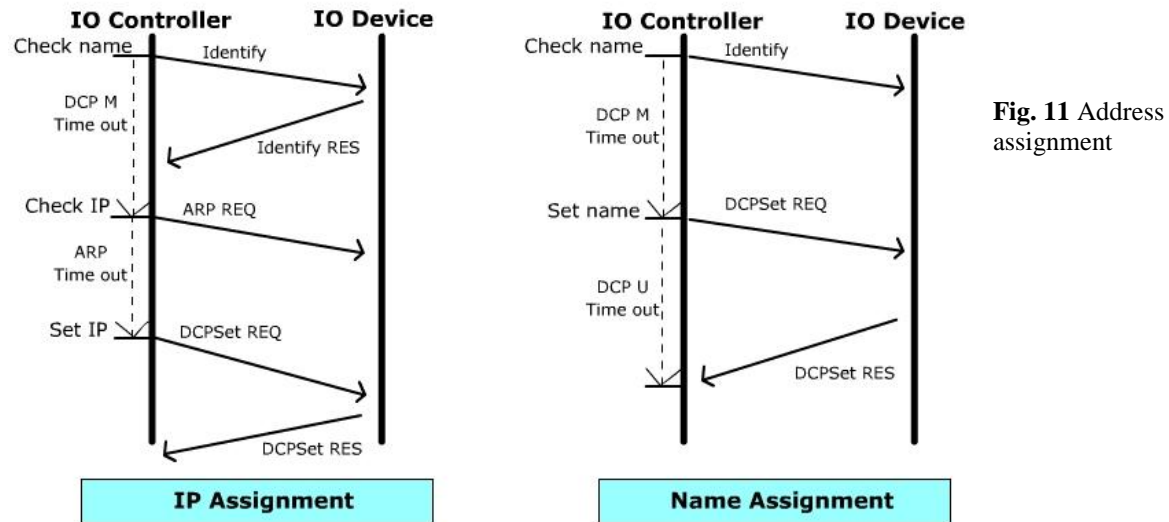 IO Controller
IO Device
Check name
Identify
DCP M
Time out
Identify RES
Check IP
ARP REQ
ARP
Time out
Set IP
DCPSet REQ
DCPSet RES
IP Assignment
IO Controller
IO Device
Check name
Identify
DCP M
Time out
Set name
DCPSet REQ
DCP U
Time out
DCPSet RES
Name Assignment
Fig. 11 Address
assignment